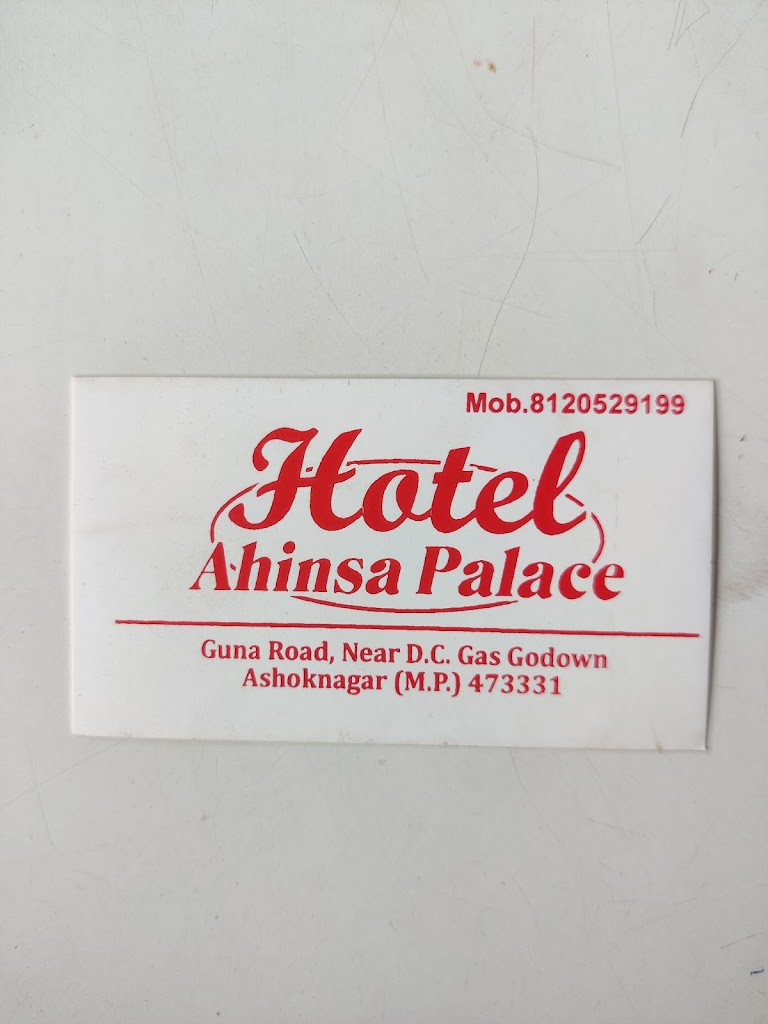 Mob.8120529199
Hotel
Ahinsa Palace
Guna Road, Near D.C. Gas Godown
Ashoknagar (M.P.) 473331